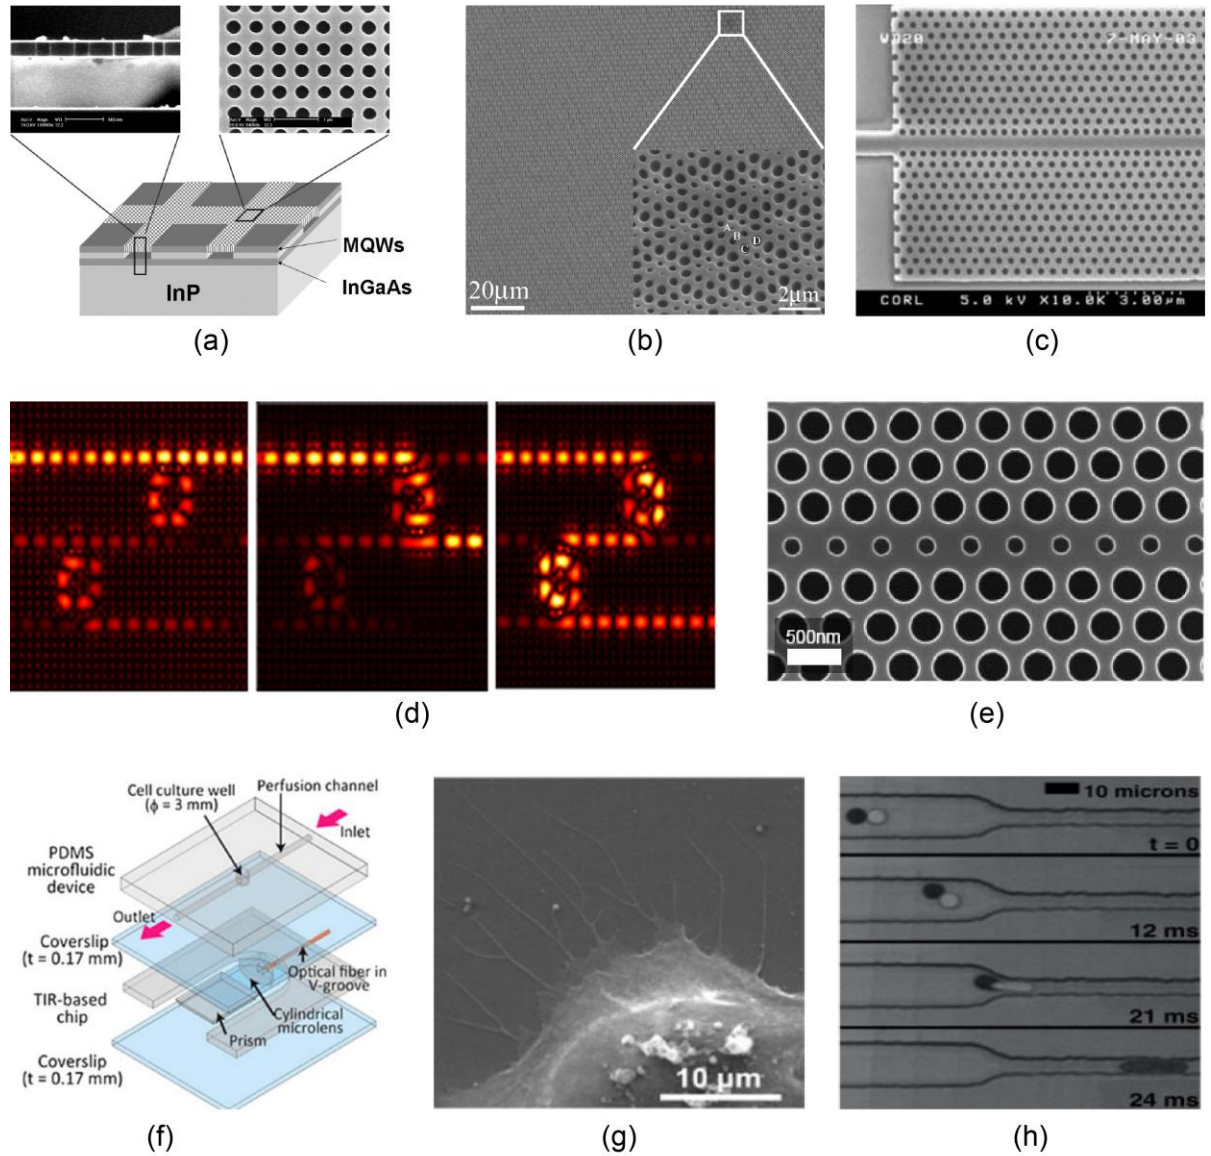 MQWs
InGaAs
InP
(a)
20μm
A
B
C
D
2μm
(b)
WD20
7-MAY-03
CORL 5.0 kV X10.0K 3.00μm
(c)
(d)
500nm
(e)
Cell culture well
(ϕ = 3 mm)
Perfusion channel
Inlet
PDMS
microfluidic
device
Outlet
Coverslip
(t = 0.17 mm)
Optical fiber in
V-groove
TIR-based
chip
Cylindrical
microlens
Prism
Coverslip
(t = 0.17 mm)
(f)
10 μm
(g)
10 microns
t = 0
12 ms
21 ms
24 ms
(h)